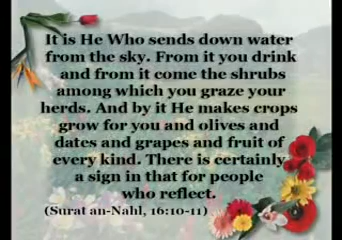 It is He Who sends down water
from the sky. From it you drink
and from it come the shrubs
among which you graze your
herds. And by it He makes crops
grow for you and olives and
dates and grapes and fruit of
every kind. There is certainly
a sign in that for people
who reflect.
(Surat an-Nahl, 16:10-11)